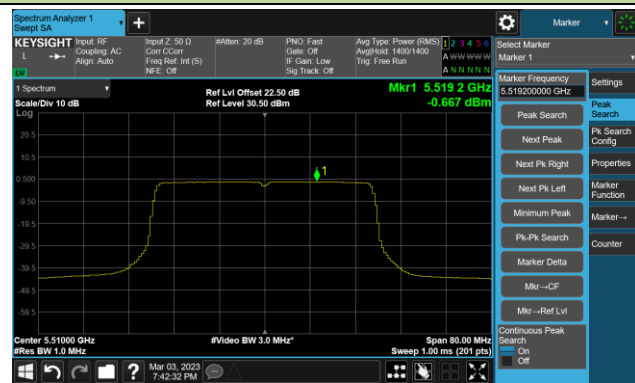 Spectrum Analyzer 1
Swept SA
Marker
KEYSIGHT
L
Input: RF
Coupling: AC
Align: Auto
Input Z: 50 Ω
Corr CCorr
Freq Ref: Int (S)
NFE: Off
#Atten: 20 dB
PNO: Fast
Gate: Off
IF Gain: Low
Sig Track: Off
Avg Type: Power (RMS)
Avg|Hold: 1400/1400
Trig: Free Run
1 2 3 4 5 6
A W W W W W
A N N N N N
Select Marker
Marker 1
1 Spectrum
Scale/Div 10 dB
Log
Ref Lvl Offset 22.50 dB
Ref Level 30.50 dBm
Mkr1 5.519 2 GHz
-0.667 dBm
20.5
10.5
0.500
-9.50
-19.5
-29.5
-39.5
-49.5
-59.5
1
Center 5.51000 GHz
#Res BW 1.0 MHz
#Video BW 3.0 MHz*
Span 80.00 MHz
Sweep 1.00 ms (201 pts)
Marker Frequency
5.519200000 GHz
Peak Search
Next Peak
Next Pk Right
Next Pk Left
Minimum Peak
Pk-Pk Search
Marker Delta
Mkr→CF
Mkr→Ref Lvl
Continuous Peak
Search
On
Off
Settings
Peak
Search
Pk Search
Config
Properties
Marker
Function
Marker→
Counter
?
Mar 03, 2023
7:42:32 PM